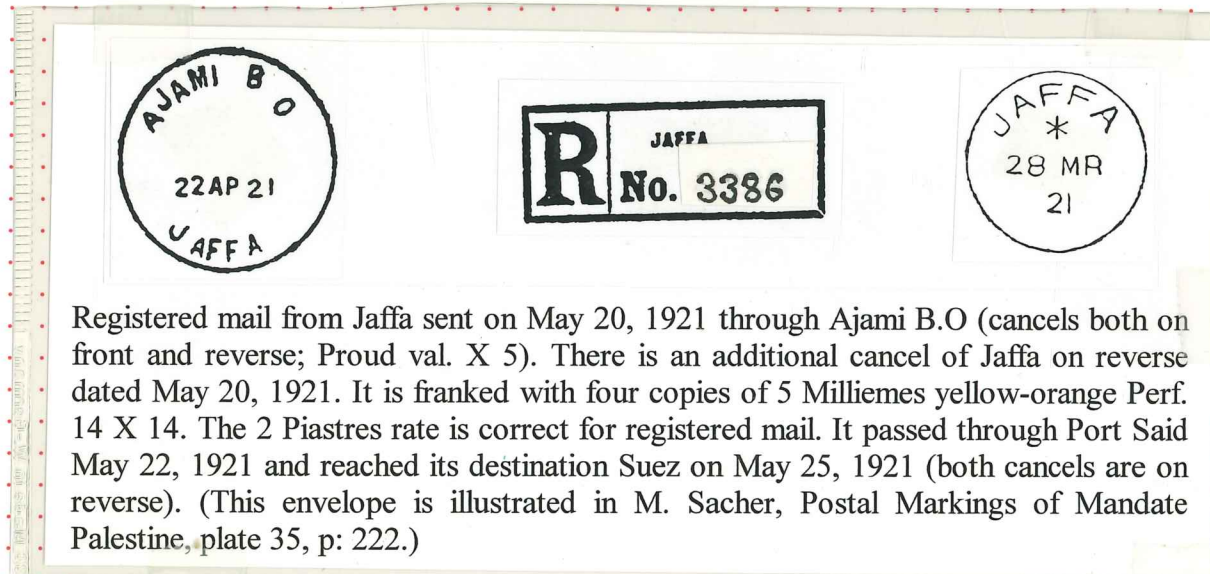 AJAMI B O
22 AP 21
JAFFA
R
JAFFA
No. 3386
JAFFA
*
28 MR
21
Registered mail from Jaffa sent on May 20, 1921 through Ajami B.O (cancels both on
front and reverse; Proud val. X 5). There is an additional cancel of Jaffa on reverse
dated May 20, 1921. It is franked with four copies of 5 Milliemes yellow-orange Perf.
14 X 14. The 2 Piastres rate is correct for registered mail. It passed through Port Said
May 22, 1921 and reached its destination Suez on May 25, 1921 (both cancels are on
reverse). (This envelope is illustrated in M. Sacher, Postal Markings of Mandate
Palestine, plate 35, p: 222.)